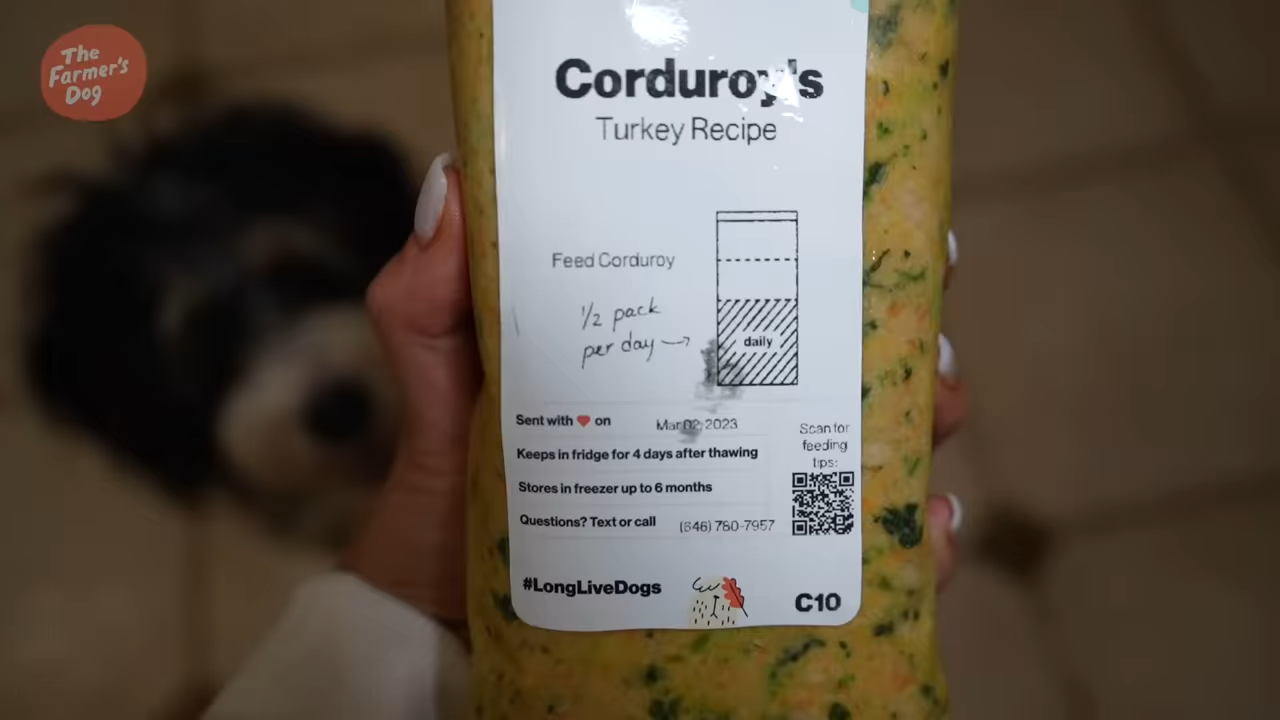 The
Farmer's
Dog
Corduroy's
Turkey Recipe
Feed Corduroy
1/2 pack
per day →
daily
Sent with ❤ on Mar 02 2023
Keeps in fridge for 4 days after thawing
Stores in freezer up to 6 months
Questions? Text or call (646) 780-7957
Scan for
feeding
tips:
#LongLiveDogs
C10